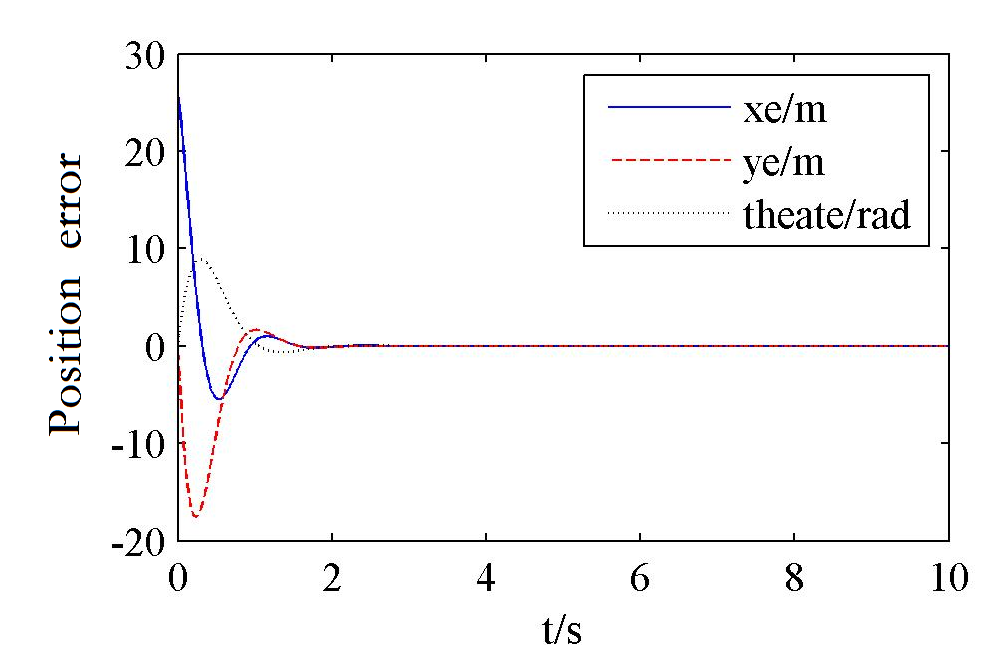 30
20
10
0
-10
-20
Position error
xe/m
ye/m
theate/rad
0 2 4 6 8 10
t/s